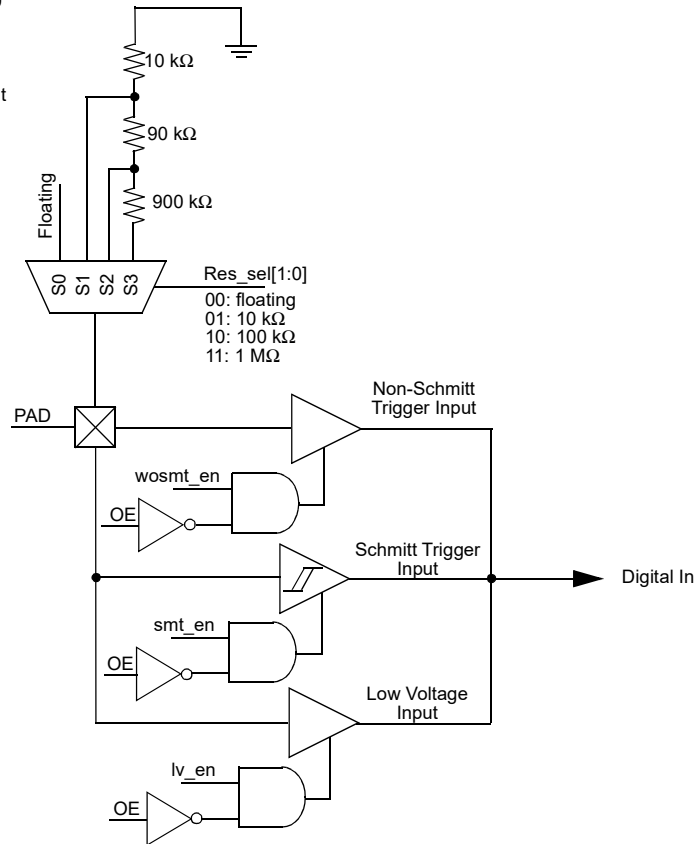 10 kΩ
t
90 kΩ
900 kΩ
Floating
S0
S1
S2
S3
Res_sel[1:0]
00: floating
01: 10 kΩ
10: 100 kΩ
11: 1 MΩ
PAD
Non-Schmitt
Trigger Input
wosmt_en
OE
Schmitt Trigger
Input
Digital In
smt_en
OE
Low Voltage
Input
lv_en
OE